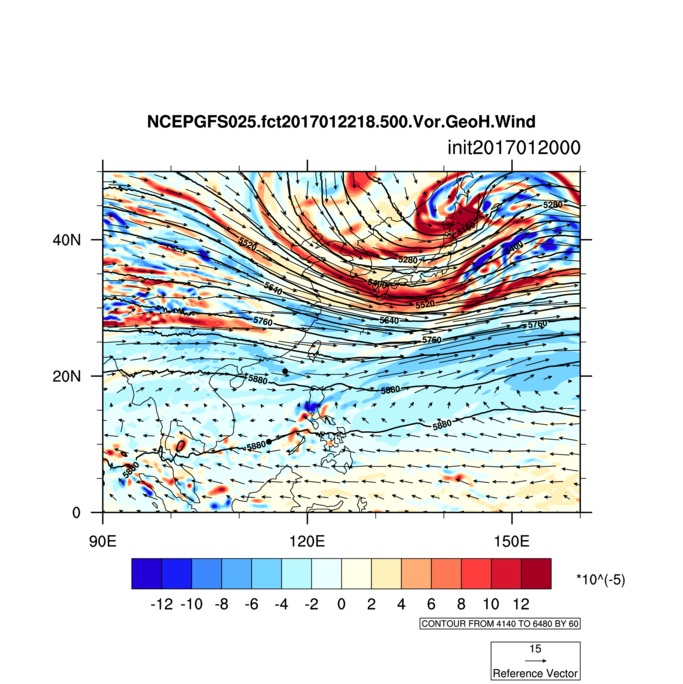 NCEPGFS025.fct2017012218.500.Vor.GeoH.Wind
init2017012000
5280
5520
5400
5280
5640
5520
5760
5640
5760
5760
5880
5880
5880
5880
5880
40N
20N
0
90E 120E 150E
-12 -10 -8 -6 -4 -2 0 2 4 6 8 10 12
*10^(-5)
CONTOUR FROM 4140 TO 6480 BY 60
15
Reference Vector